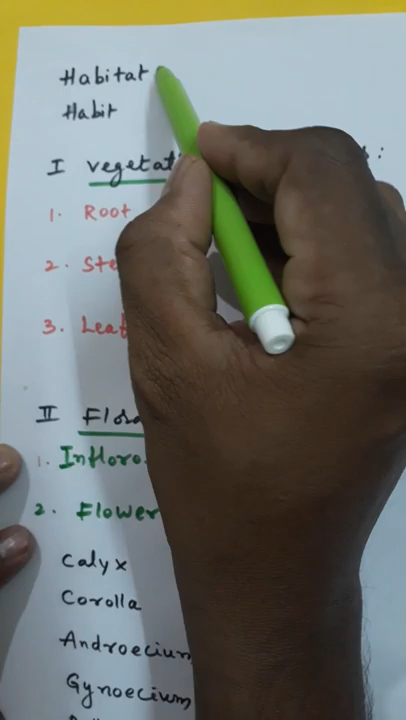 Habitat
Habit
I
1. Root
2.
3.
II
1.
2. Flower
Calyx
Corolla
Androecium
Gynoecium